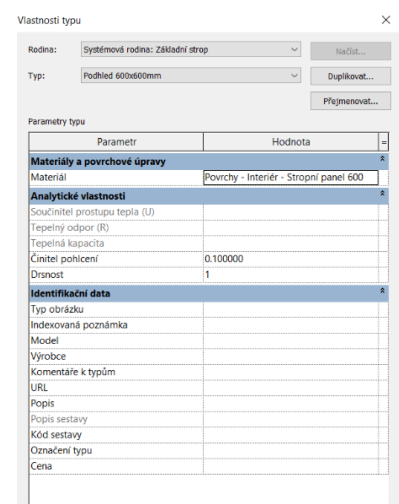 Vlastnosti typu
Rodina: Systémová rodina: Základní strop Načíst...
Typ: Podhled 600x600mm Duplikovat...
Přejmenovat...
Parametry typu
Parametr Hodnota =
Materiály a povrchové úpravy
Materiál Povrchy - Interiér - Stropní panel 600
Analytické vlastnosti
Součinitel prostupu tepla (U)
Tepelný odpor (R)
Tepelná kapacita
Činitel pohlcení 0.100000
Drsnost 1
Identifikační data
Typ obrázku
Indexovaná poznámka
Model
Výrobce
Komentáře k typům
URL
Popis
Popis sestavy
Kód sestavy
Označení typu
Cena